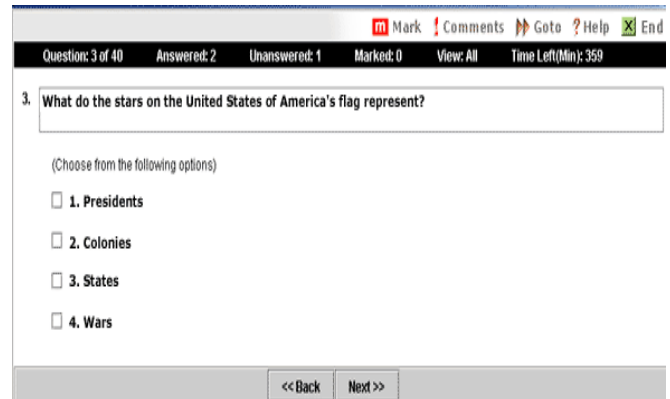 m Mark ! Comments Goto ? Help X End
Question: 3 of 40 Answered: 2 Unanswered: 1 Marked: 0 View: All Time Left(Min): 359
3. What do the stars on the United States of America's flag represent?
(Choose from the following options)
1. Presidents
2. Colonies
3. States
4. Wars
<< Back Next >>